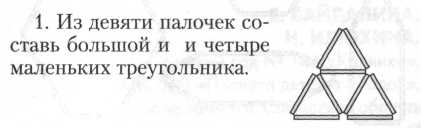 1. Из девяти палочек со-
ставь большой и и четыре
маленьких треугольника.